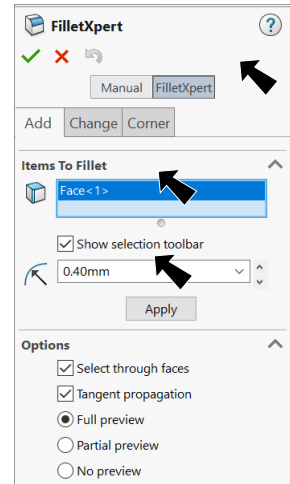 FilletXpert ?
Manual FilletXpert
Add Change Corner
Items To Fillet
Face<1>
Show selection toolbar
0.40mm
Apply
Options
Select through faces
Tangent propagation
Full preview
Partial preview
No preview